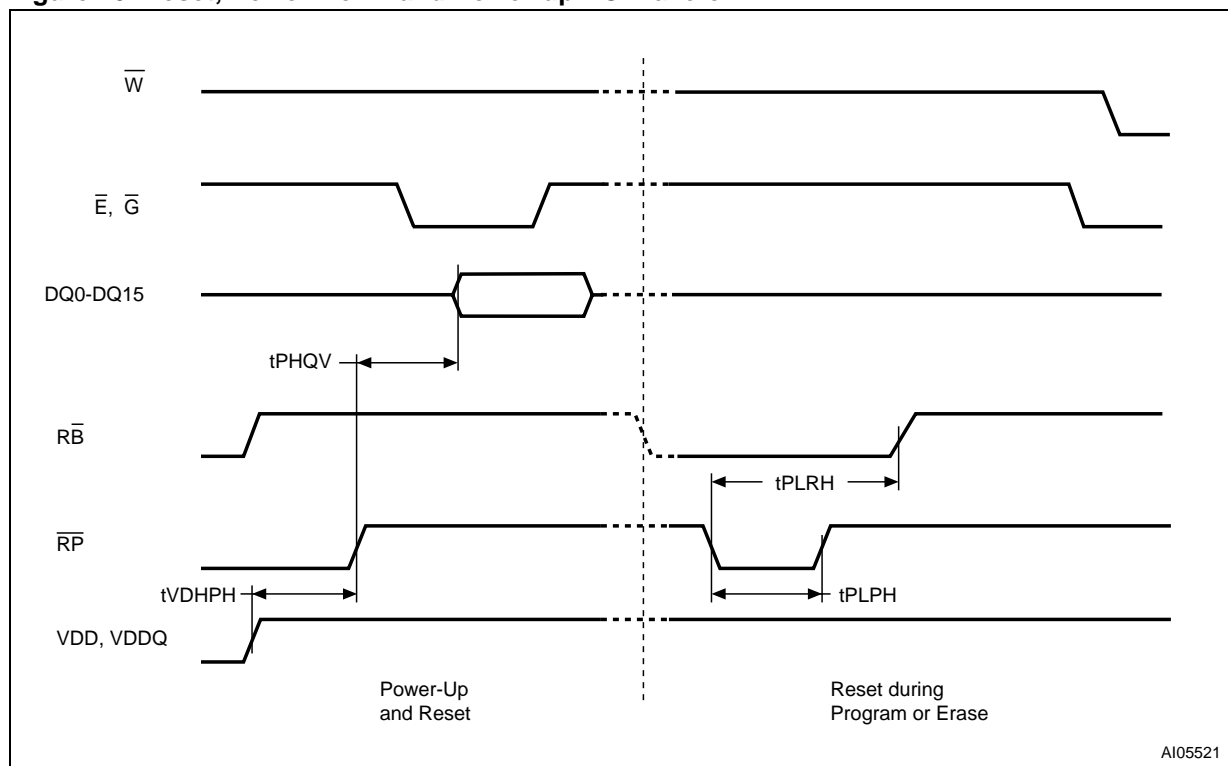 W̅
E̅, G̅
DQ0-DQ15
tPHQV
RB̅
tPLRH
R̅P̅
tVDHPH
tPLPH
VDD, VDDQ
Power-Up
and Reset
Reset during
Program or Erase
AI05521